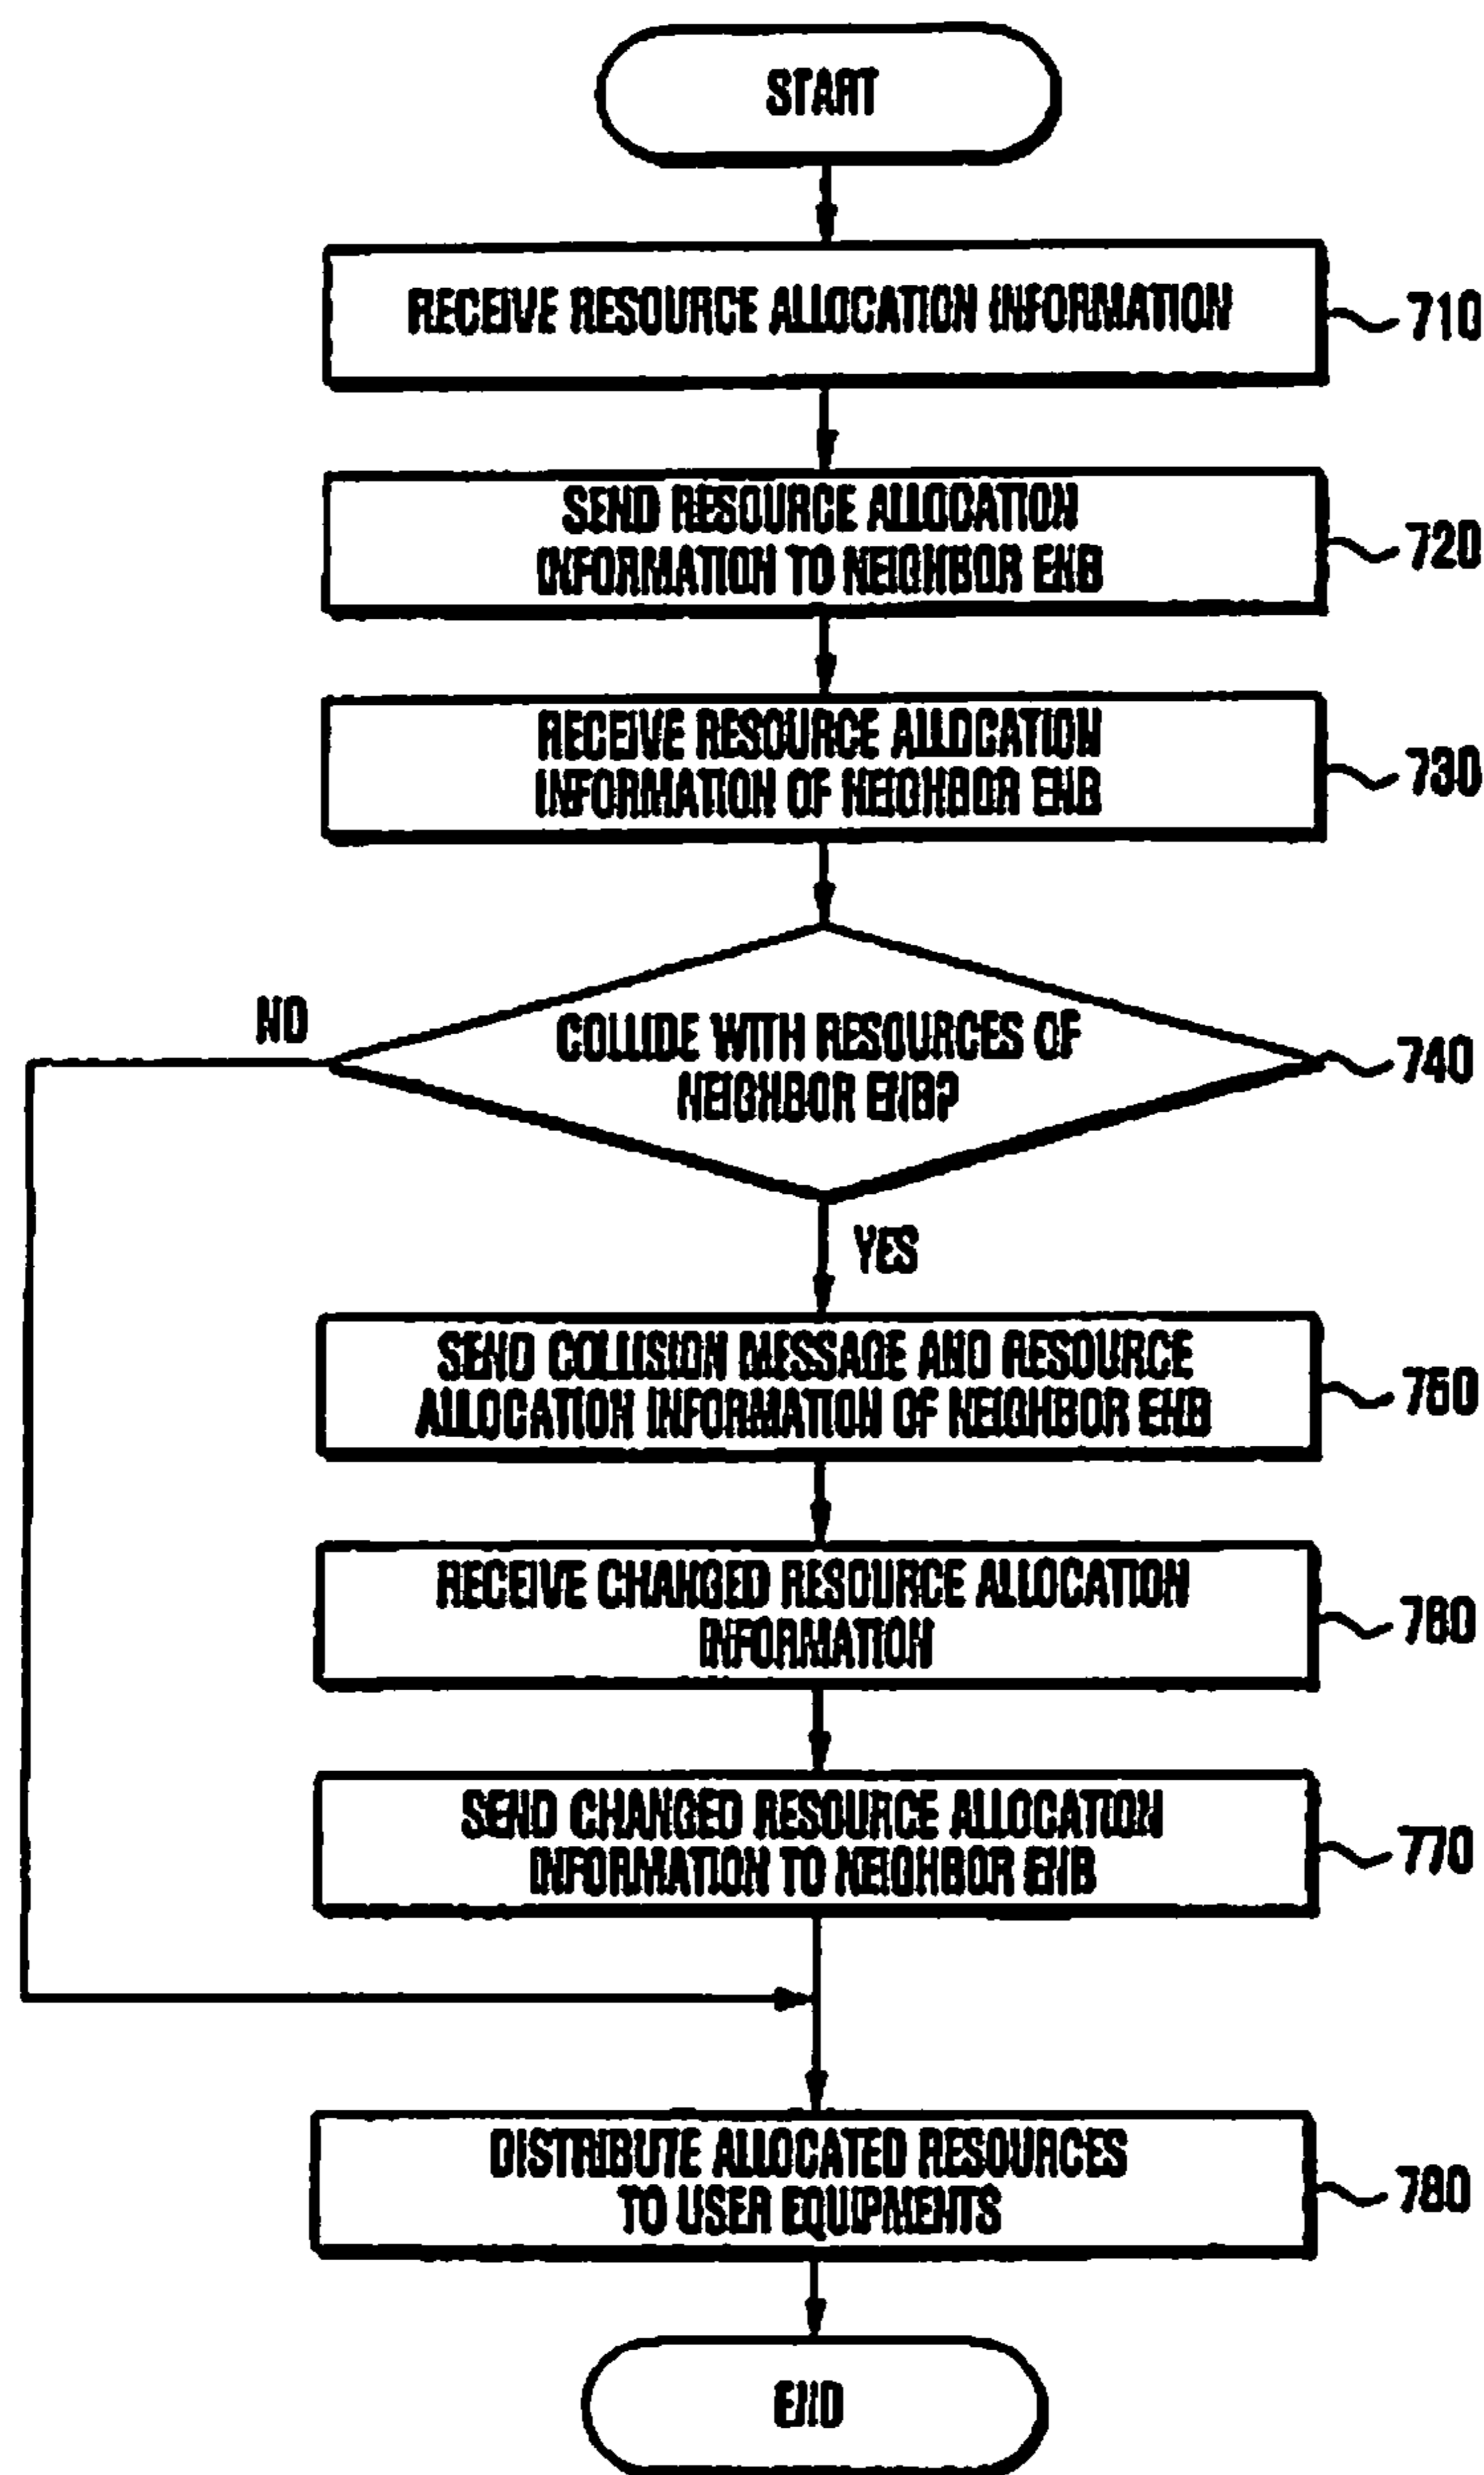 START
RECEIVE RESOURCE ALLOCATION INFORMATION
710
SEND RESOURCE ALLOCATION
INFORMATION TO NEIGHBOR ENB
720
RECEIVE RESOURCE ALLOCATION
INFORMATION OF NEIGHBOR ENB
730
NO
COLLIDE WITH RESOURCES OF
NEIGHBOR ENB?
740
YES
SEND COLLISION MESSAGE AND RESOURCE
ALLOCATION INFORMATION OF NEIGHBOR ENB
750
RECEIVE CHANGED RESOURCE ALLOCATION
INFORMATION
760
SEND CHANGED RESOURCE ALLOCATION
INFORMATION TO NEIGHBOR ENB
770
DISTRIBUTE ALLOCATED RESOURCES
TO USER EQUIPMENTS
780
END